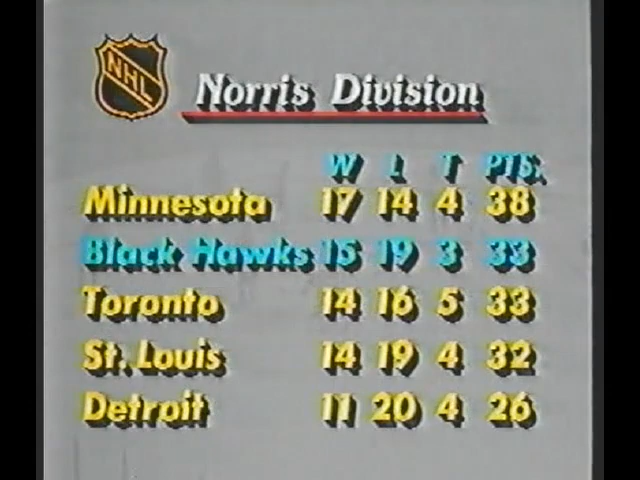 NHL
Norris Division
W L T PTS.
Minnesota 17 14 4 38
Black Hawks 15 19 3 33
Toronto 14 16 5 33
St. Louis 14 19 4 32
Detroit 11 20 4 26